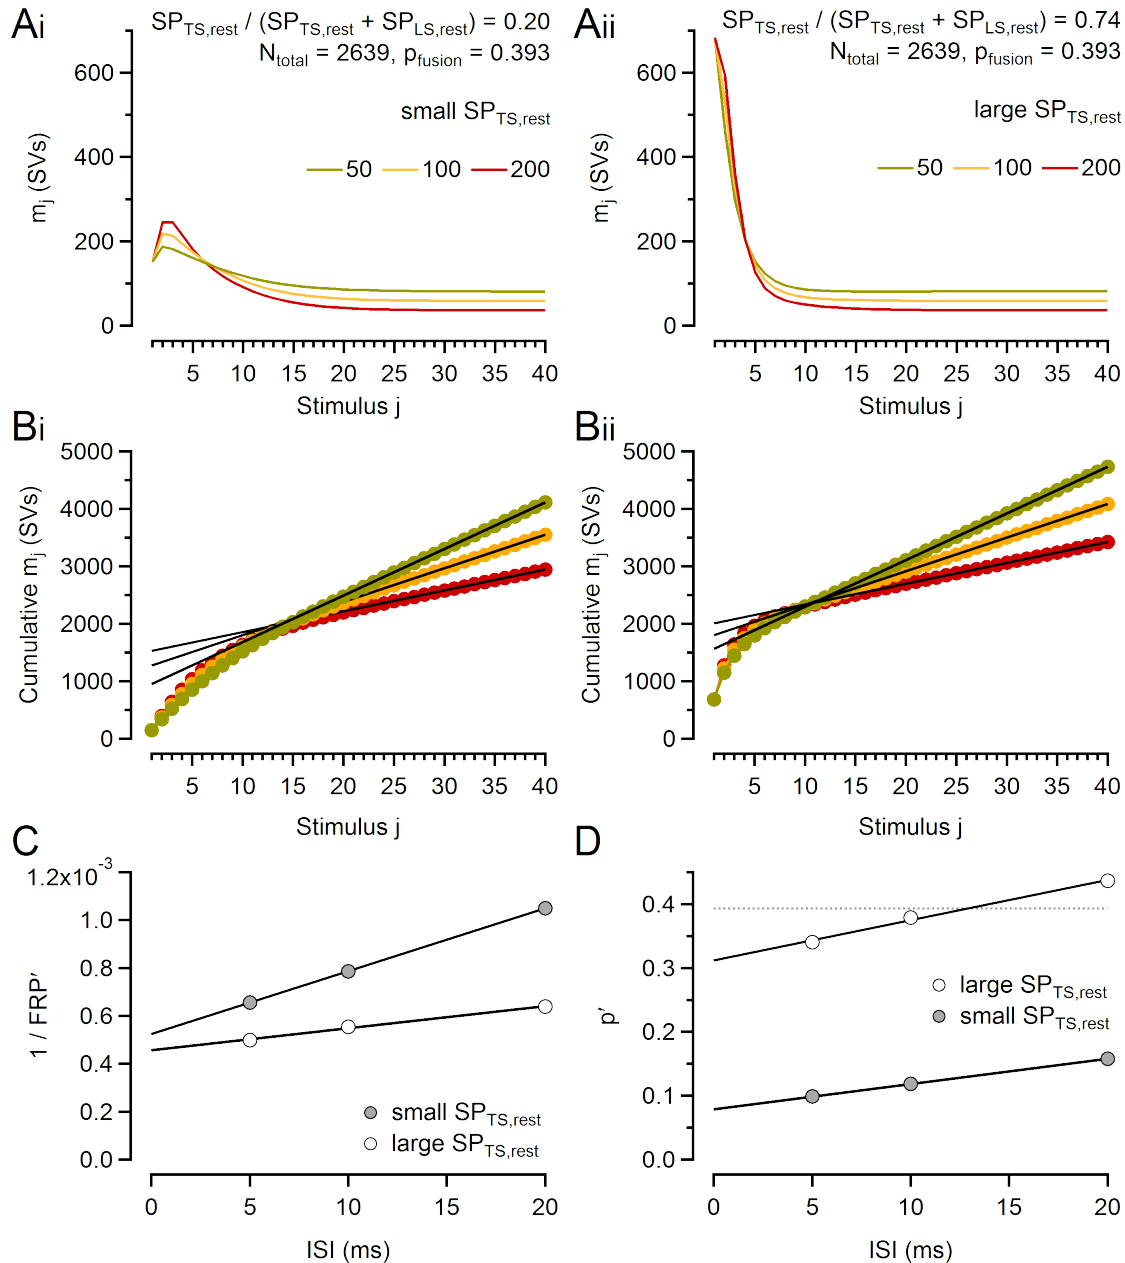 Ai
SP_TS,rest / (SP_TS,rest + SP_LS,rest) = 0.20
N_total = 2639, p_fusion = 0.393
small SP_TS,rest
50 100 200
m_j (SVs)
600
400
200
0
5 10 15 20 25 30 35 40
Stimulus j
Aii
SP_TS,rest / (SP_TS,rest + SP_LS,rest) = 0.74
N_total = 2639, p_fusion = 0.393
large SP_TS,rest
50 100 200
m_j (SVs)
600
400
200
0
5 10 15 20 25 30 35 40
Stimulus j
Bi
Cumulative m_j (SVs)
5000
4000
3000
2000
1000
0
5 10 15 20 25 30 35 40
Stimulus j
Bii
Cumulative m_j (SVs)
5000
4000
3000
2000
1000
0
5 10 15 20 25 30 35 40
Stimulus j
C
1 / FRP′
1.2x10^-3
1.0
0.8
0.6
0.4
0.2
0.0
small SP_TS,rest
large SP_TS,rest
0 5 10 15 20
ISI (ms)
D
p′
0.4
0.3
0.2
0.1
0.0
large SP_TS,rest
small SP_TS,rest
0 5 10 15 20
ISI (ms)